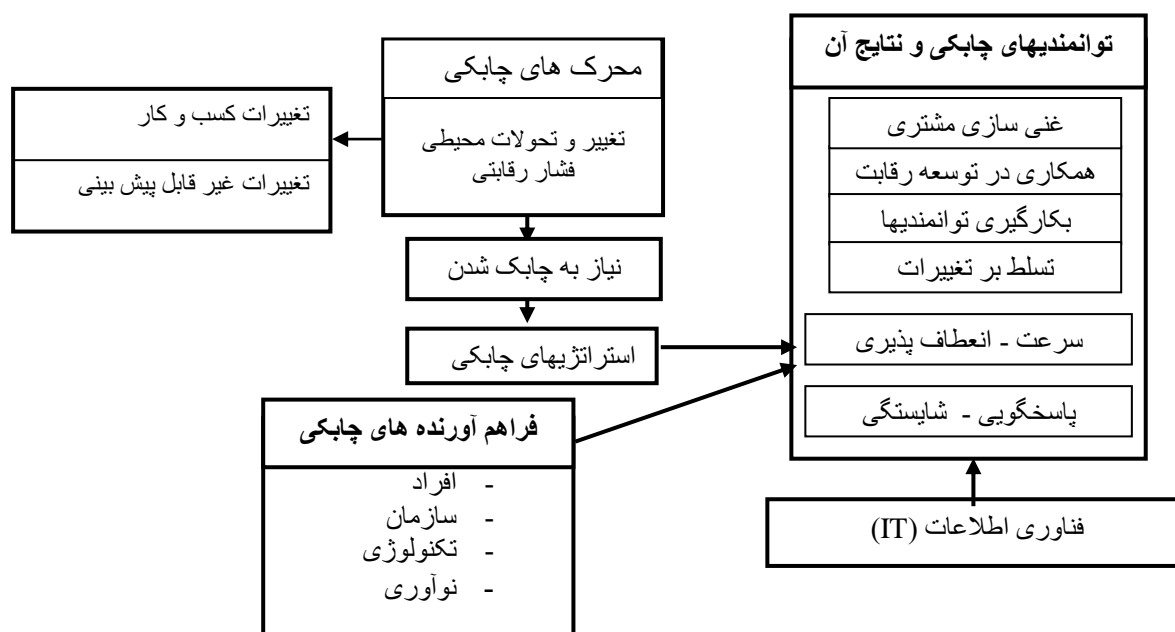 توانمندیهای چابکی و نتایج آن
غنی سازی مشتری
همکاری در توسعه رقابت
بکارگیری توانمندیها
تسلط بر تغییرات
سرعت - انعطاف پذیری
پاسخگویی - شایستگی
فناوری اطلاعات (IT)
محرک های چابکی
تغییر و تحولات محیطی
فشار رقابتی
نیاز به چابک شدن
استراتژیهای چابکی
فراهم آورنده های چابکی
- افراد
- سازمان
- تکنولوژی
- نوآوری
تغییرات کسب و کار
تغییرات غیر قابل پیش بینی